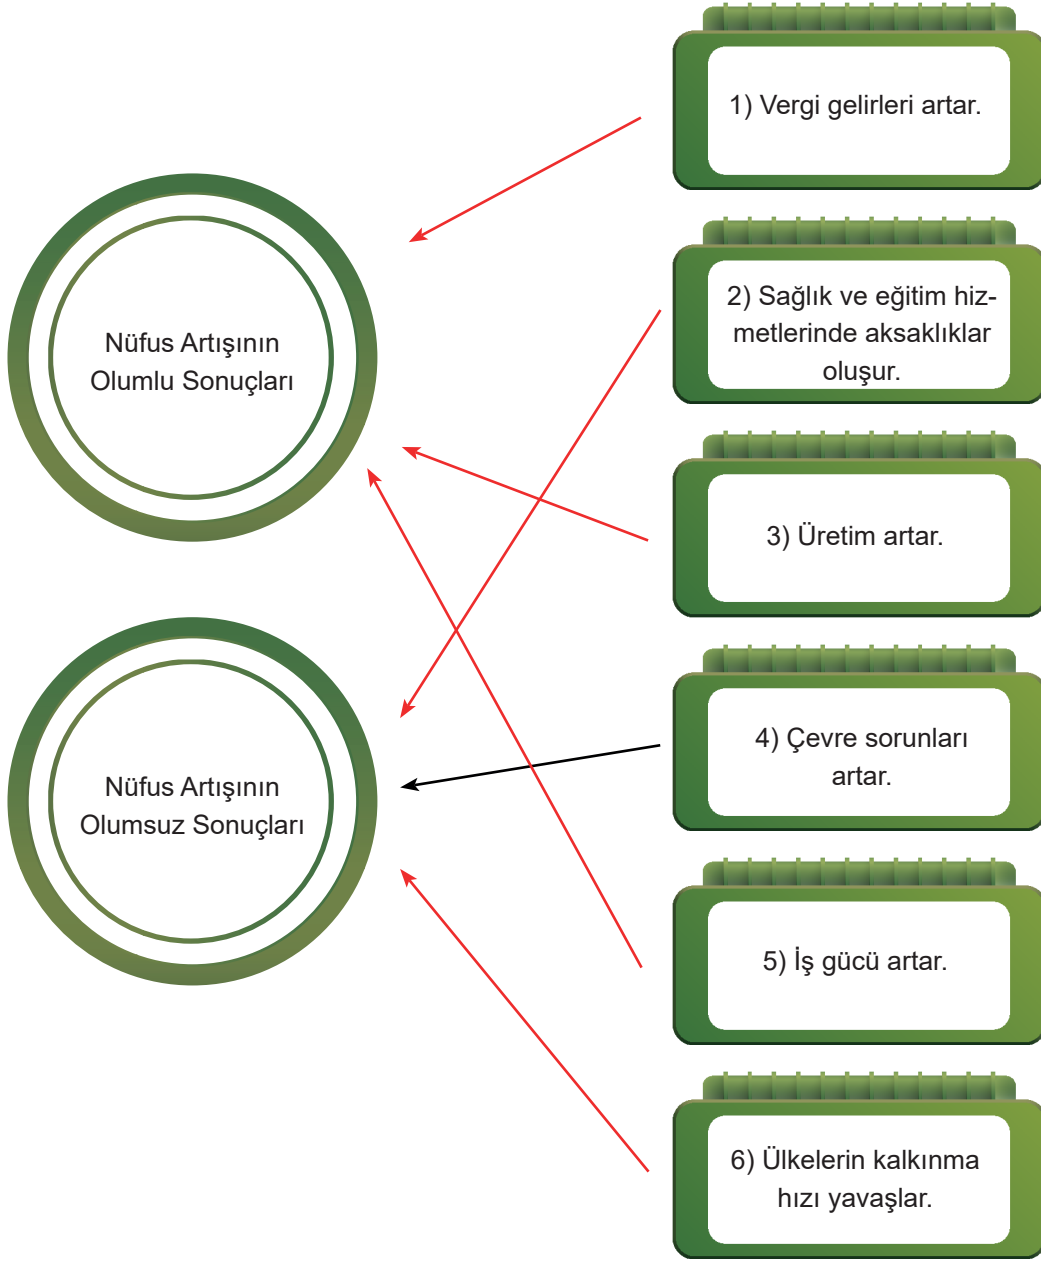 Nüfus Artışının
Olumlu Sonuçları
Nüfus Artışının
Olumsuz Sonuçları
1) Vergi gelirleri artar.
2) Sağlık ve eğitim hiz-
metlerinde aksaklıklar
oluşur.
3) Üretim artar.
4) Çevre sorunları
artar.
5) İş gücü artar.
6) Ülkelerin kalkınma
hızı yavaşlar.